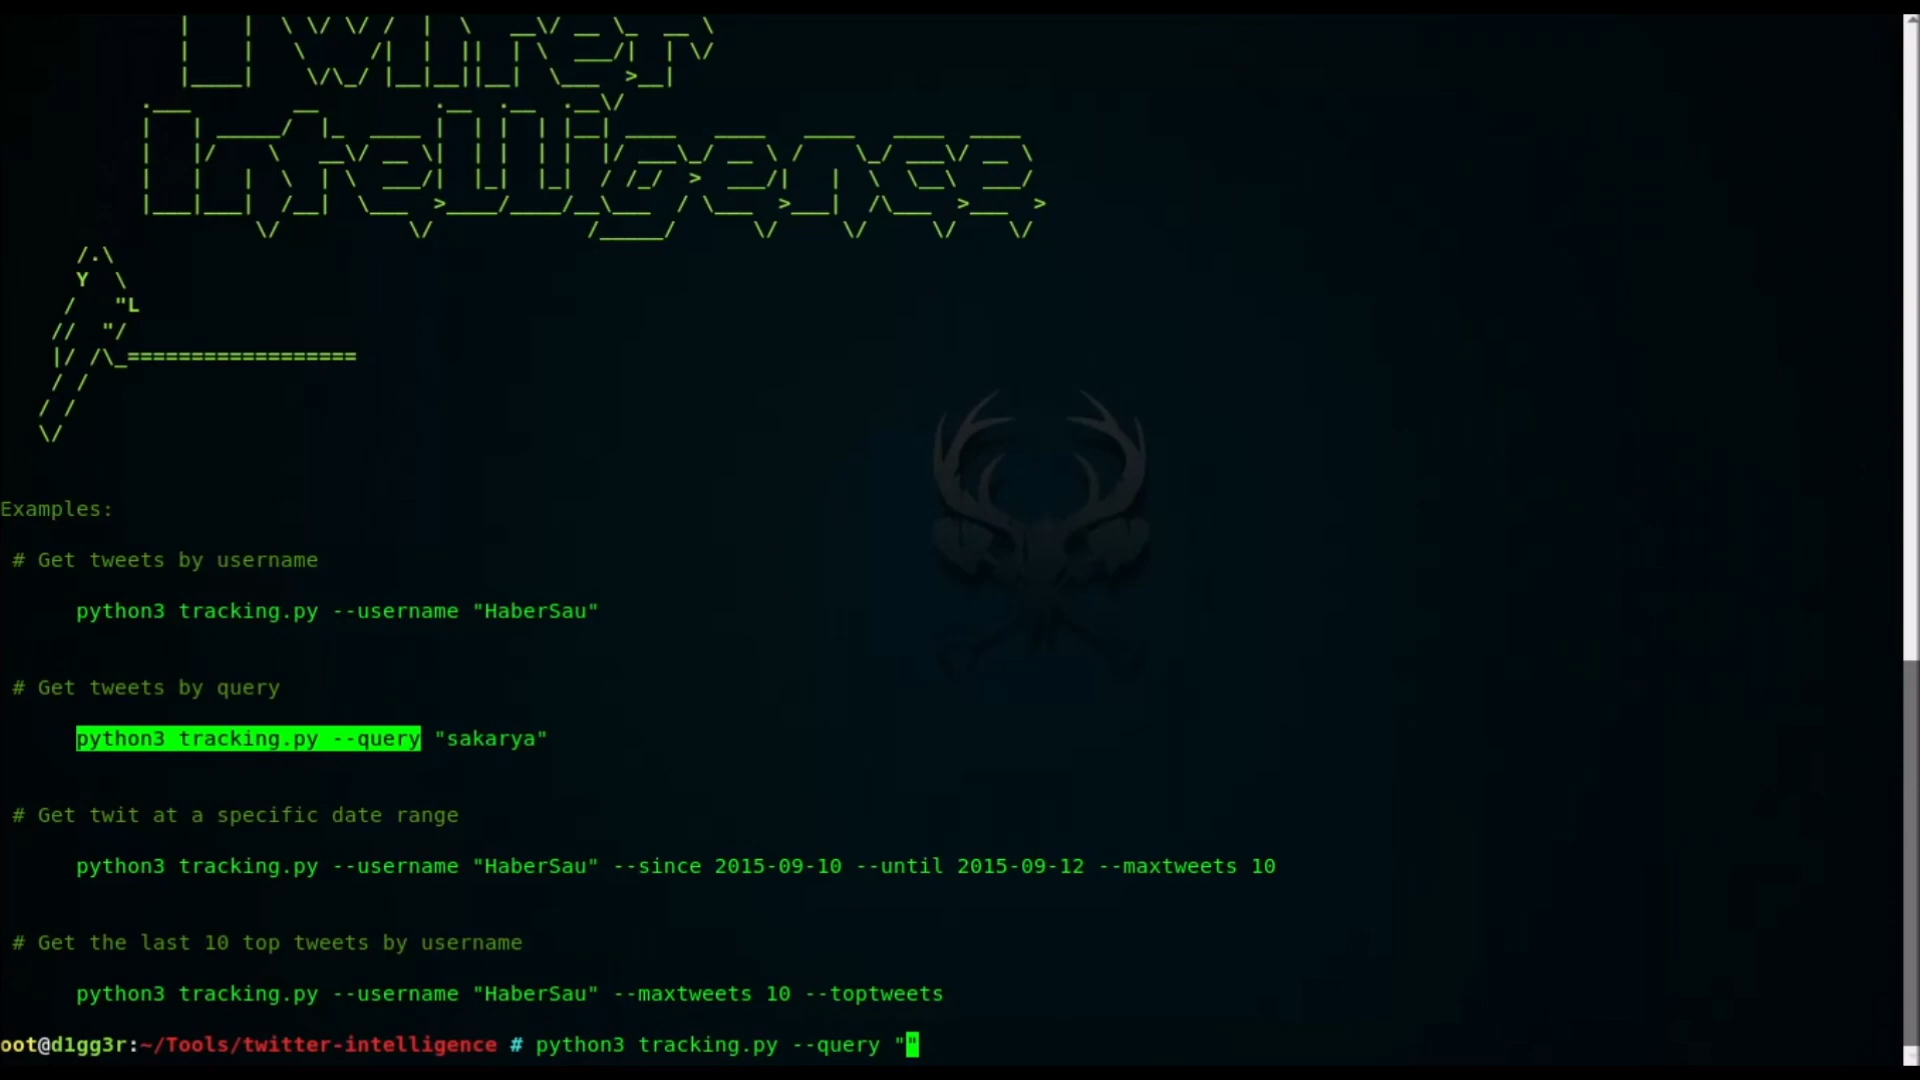 Twitter
Intelligence
Examples:
# Get tweets by username
python3 tracking.py --username "HaberSau"
# Get tweets by query
python3 tracking.py --query "sakarya"
# Get twit at a specific date range
python3 tracking.py --username "HaberSau" --since 2015-09-10 --until 2015-09-12 --maxtweets 10
# Get the last 10 top tweets by username
python3 tracking.py --username "HaberSau" --maxtweets 10 --toptweets
oot@d1gg3r:~/Tools/twitter-intelligence # python3 tracking.py --query ""